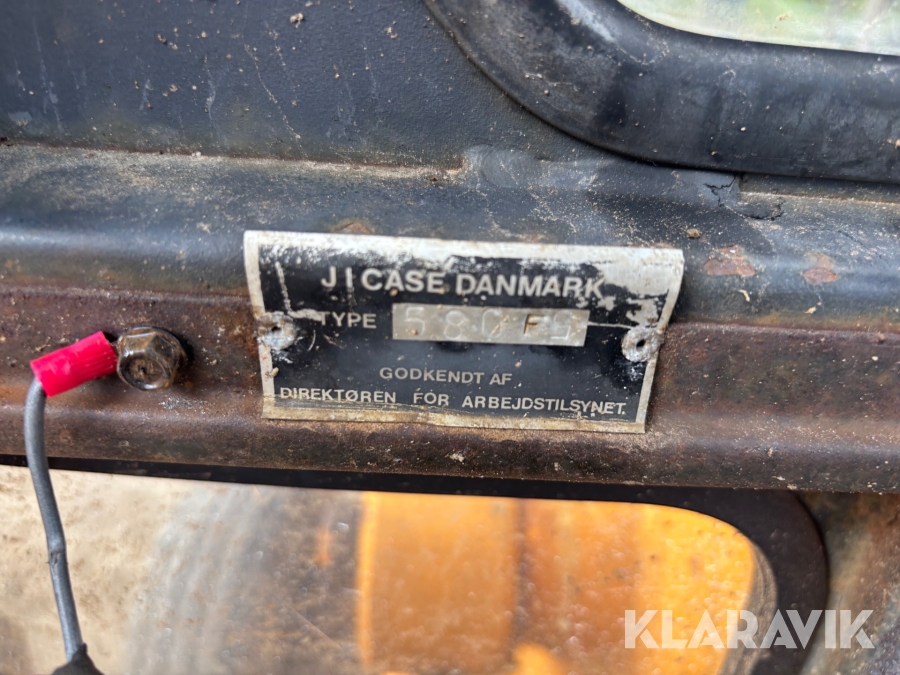 J I CASE DANMARK
TYPE 580 F S
GODKENDT AF
DIREKTØREN FOR ARBEJDSTILSYNET.
KLARAVIK